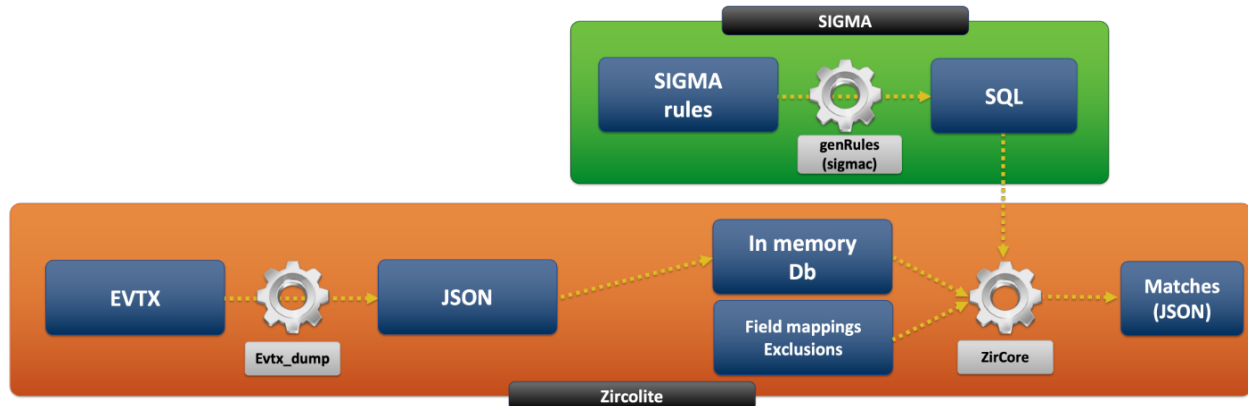 SIGMA
SIGMA
rules
SQL
genRules
(sigmac)
EVTX
Evtx_dump
JSON
In memory
Db
Field mappings
Exclusions
ZirCore
Matches
(JSON)
Zircolite